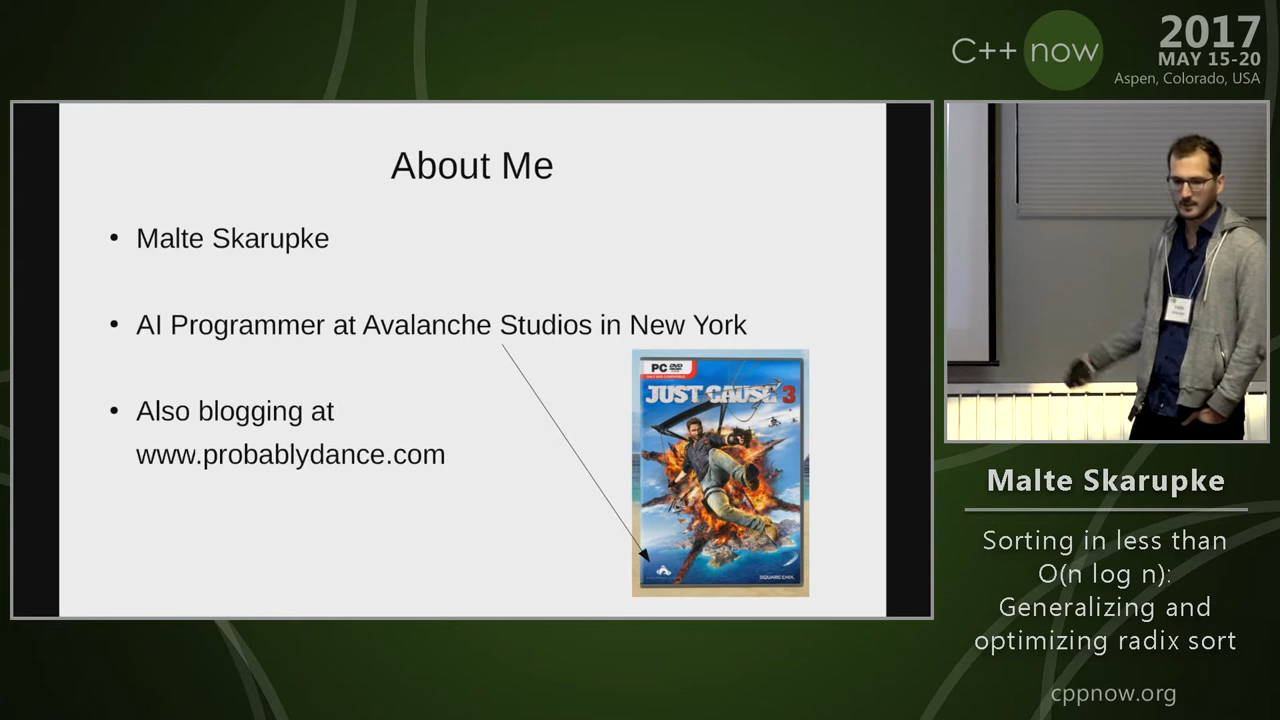 C++ now
2017
MAY 15-20
Aspen, Colorado, USA
About Me
• Malte Skarupke
• AI Programmer at Avalanche Studios in New York
• Also blogging at
www.probablydance.com
PC DVD
JUST CAUSE 3
SQUARE ENIX
Malte Skarupke
Sorting in less than
O(n log n):
Generalizing and
optimizing radix sort
cppnow.org